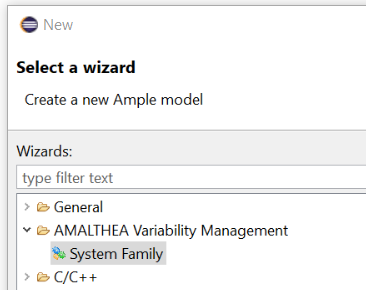 New
Select a wizard
Create a new Ample model
Wizards:
type filter text
General
AMALTHEA Variability Management
System Family
C/C++